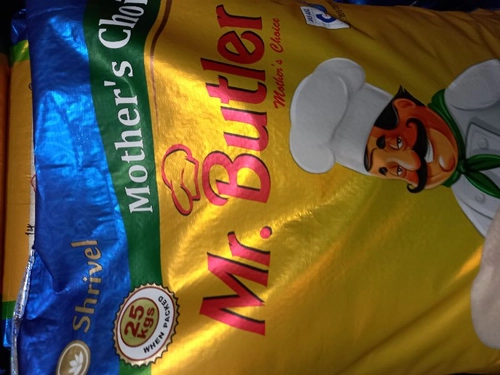 Shrivel
Mother's Choi
Mr. Butler
Mother's Choice
25
kgs
WHEN PACKED